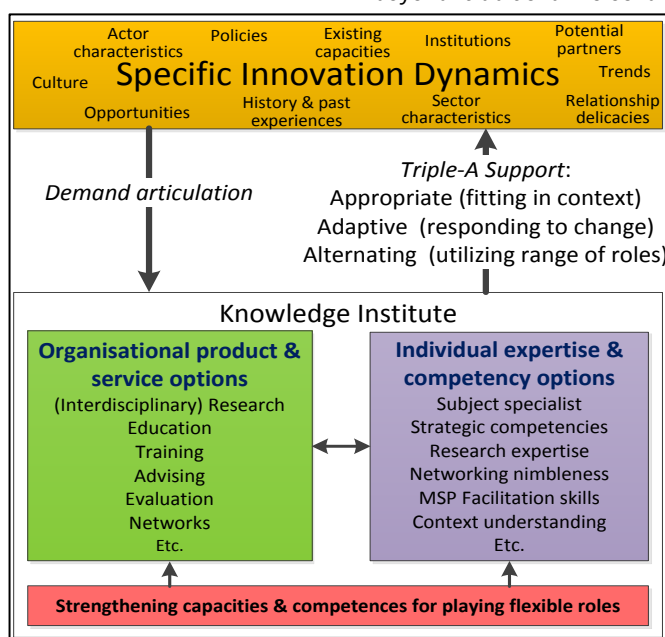 Actor
characteristics
Policies
Existing
capacities
Institutions
Potential
partners
Culture
Specific Innovation Dynamics
Trends
Opportunities
History & past
experiences
Sector
characteristics
Relationship
delicacies
Demand articulation
Triple-A Support:
Appropriate (fitting in context)
Adaptive (responding to change)
Alternating (utilizing range of roles)
Knowledge Institute
Organisational product &
service options
(Interdisciplinary) Research
Education
Training
Advising
Evaluation
Networks
Etc.
Individual expertise &
competency options
Subject specialist
Strategic competencies
Research expertise
Networking nimbleness
MSP Facilitation skills
Context understanding
Etc.
Strengthening capacities & competences for playing flexible roles